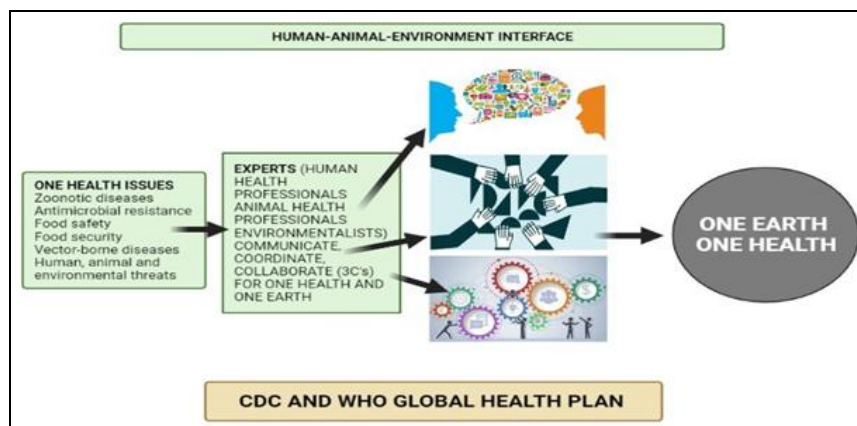 HUMAN-ANIMAL-ENVIRONMENT INTERFACE
ONE HEALTH ISSUES
Zoonotic diseases
Antimicrobial resistance
Food safety
Food security
Vector-borne diseases
Human, animal and
environmental threats
EXPERTS (HUMAN
HEALTH
PROFESSIONALS
ANIMAL HEALTH
PROFESSIONALS
ENVIRONMENTALISTS)
COMMUNICATE,
COORDINATE,
COLLABORATE (3C's)
FOR ONE HEALTH AND
ONE EARTH
ONE EARTH
ONE HEALTH
CDC AND WHO GLOBAL HEALTH PLAN